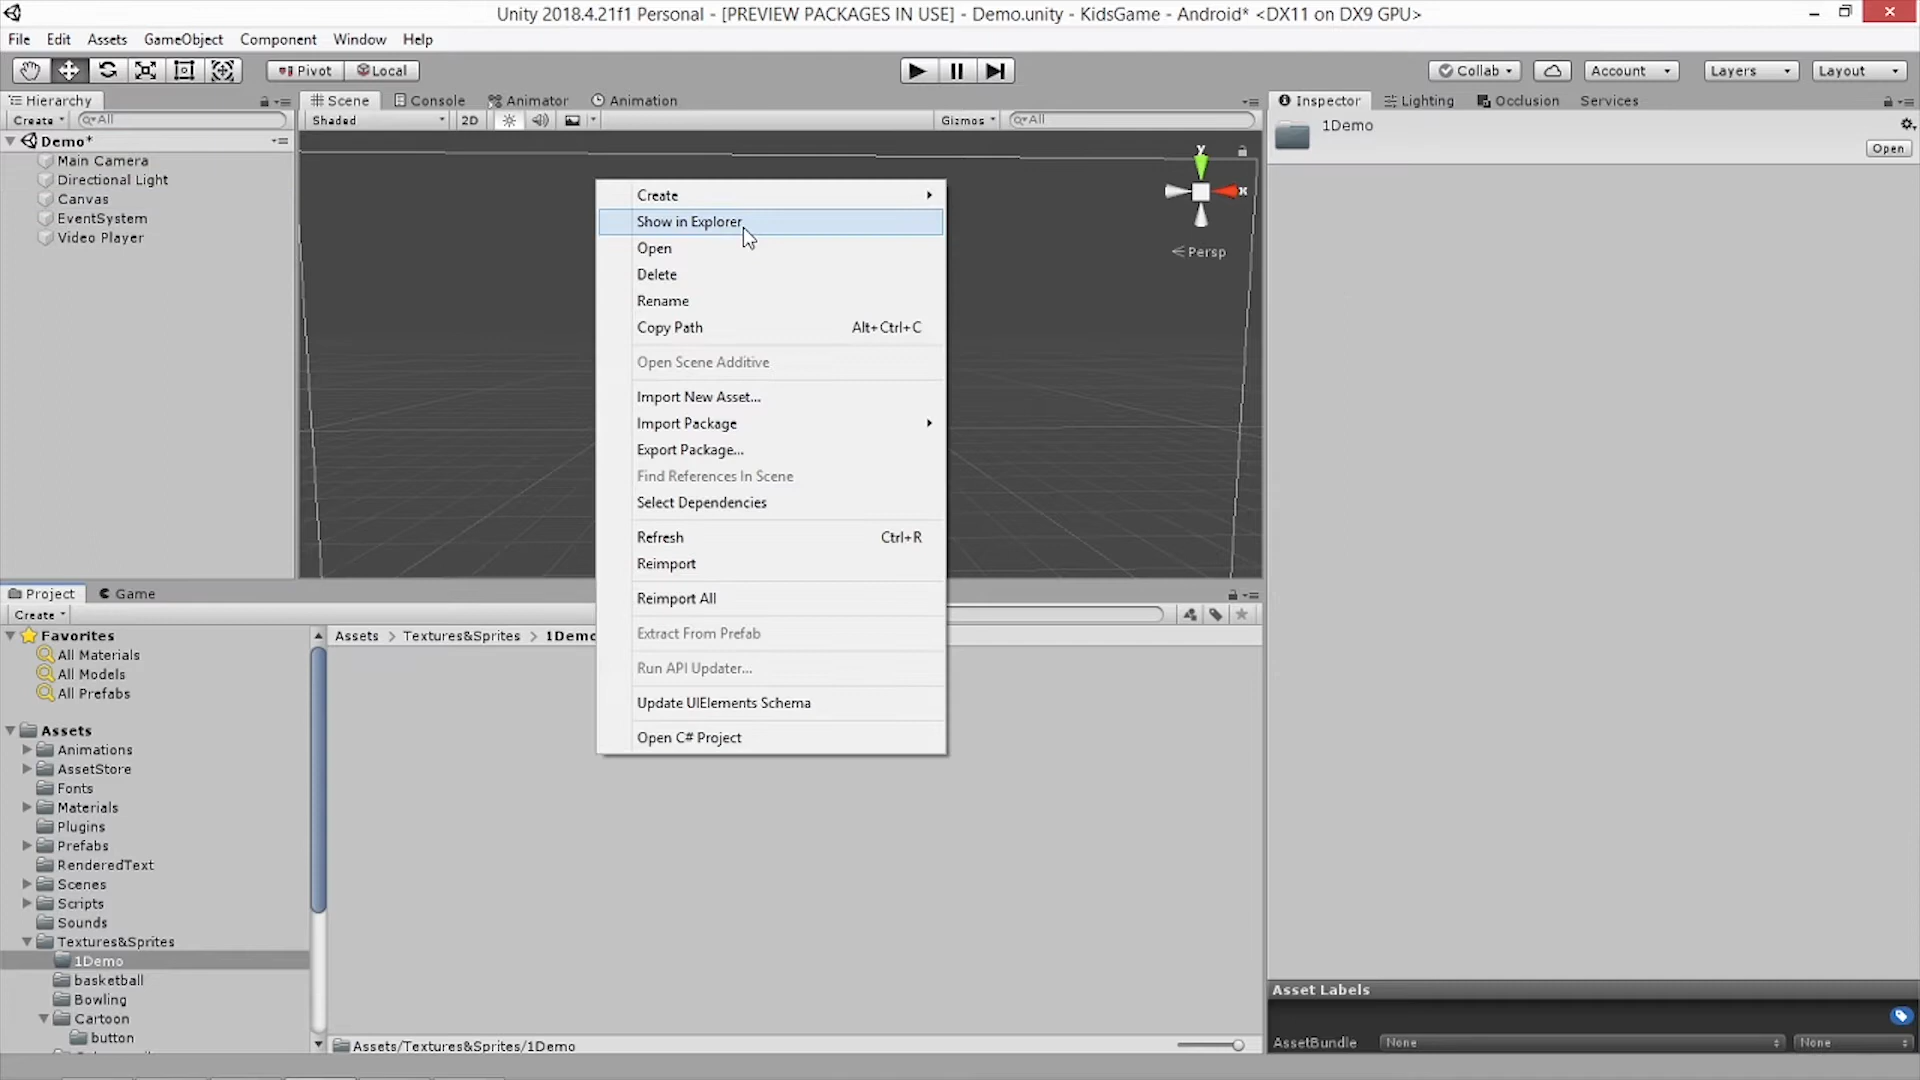 Unity 2018.4.21f1 Personal - [PREVIEW PACKAGES IN USE] - Demo.unity - KidsGame - Android* <DX11 on DX9 GPU>
File Edit Assets GameObject Component Window Help
Pivot Local Collab Account Layers Layout
Hierarchy Scene Console Animator Animation Inspector Lighting Occlusion Services
Create All Shaded 2D Gizmos All
1Demo
Open
Demo*
Main Camera
Directional Light
Canvas
EventSystem
Video Player
y
x
Persp
Create
Show in Explorer
Open
Delete
Rename
Copy Path Alt+Ctrl+C
Open Scene Additive
Import New Asset...
Import Package
Export Package...
Find References In Scene
Select Dependencies
Refresh Ctrl+R
Reimport
Reimport All
Extract From Prefab
Run API Updater...
Update UIElements Schema
Open C# Project
Project Game
Create
Favorites
All Materials
All Models
All Prefabs
Assets
Animations
AssetStore
Fonts
Materials
Plugins
Prefabs
RenderedText
Scenes
Scripts
Sounds
Textures&Sprites
1Demo
basketball
Bowling
Cartoon
button
Assets > Textures&Sprites > 1Demo
Assets/Textures&Sprites/1Demo
Asset Labels
AssetBundle None None